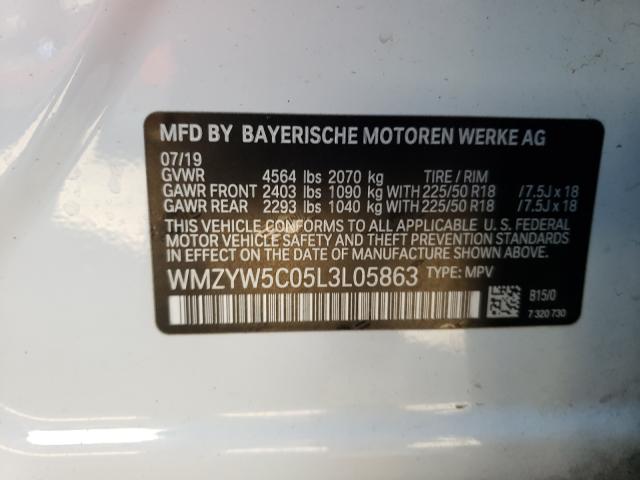 MFD BY BAYERISCHE MOTOREN WERKE AG
07/19
GVWR 4564 lbs 2070 kg TIRE / RIM
GAWR FRONT 2403 lbs 1090 kg WITH 225/50 R18 /7.5J x 18
GAWR REAR 2293 lbs 1040 kg WITH 225/50 R18 /7.5J x 18
THIS VEHICLE CONFORMS TO ALL APPLICABLE U. S. FEDERAL
MOTOR VEHICLE SAFETY AND THEFT PREVENTION STANDARDS
IN EFFECT ON THE DATE OF MANUFACTURE SHOWN ABOVE.
WMZYW5C05L3L05863 TYPE: MPV
B15/0
7 320 730